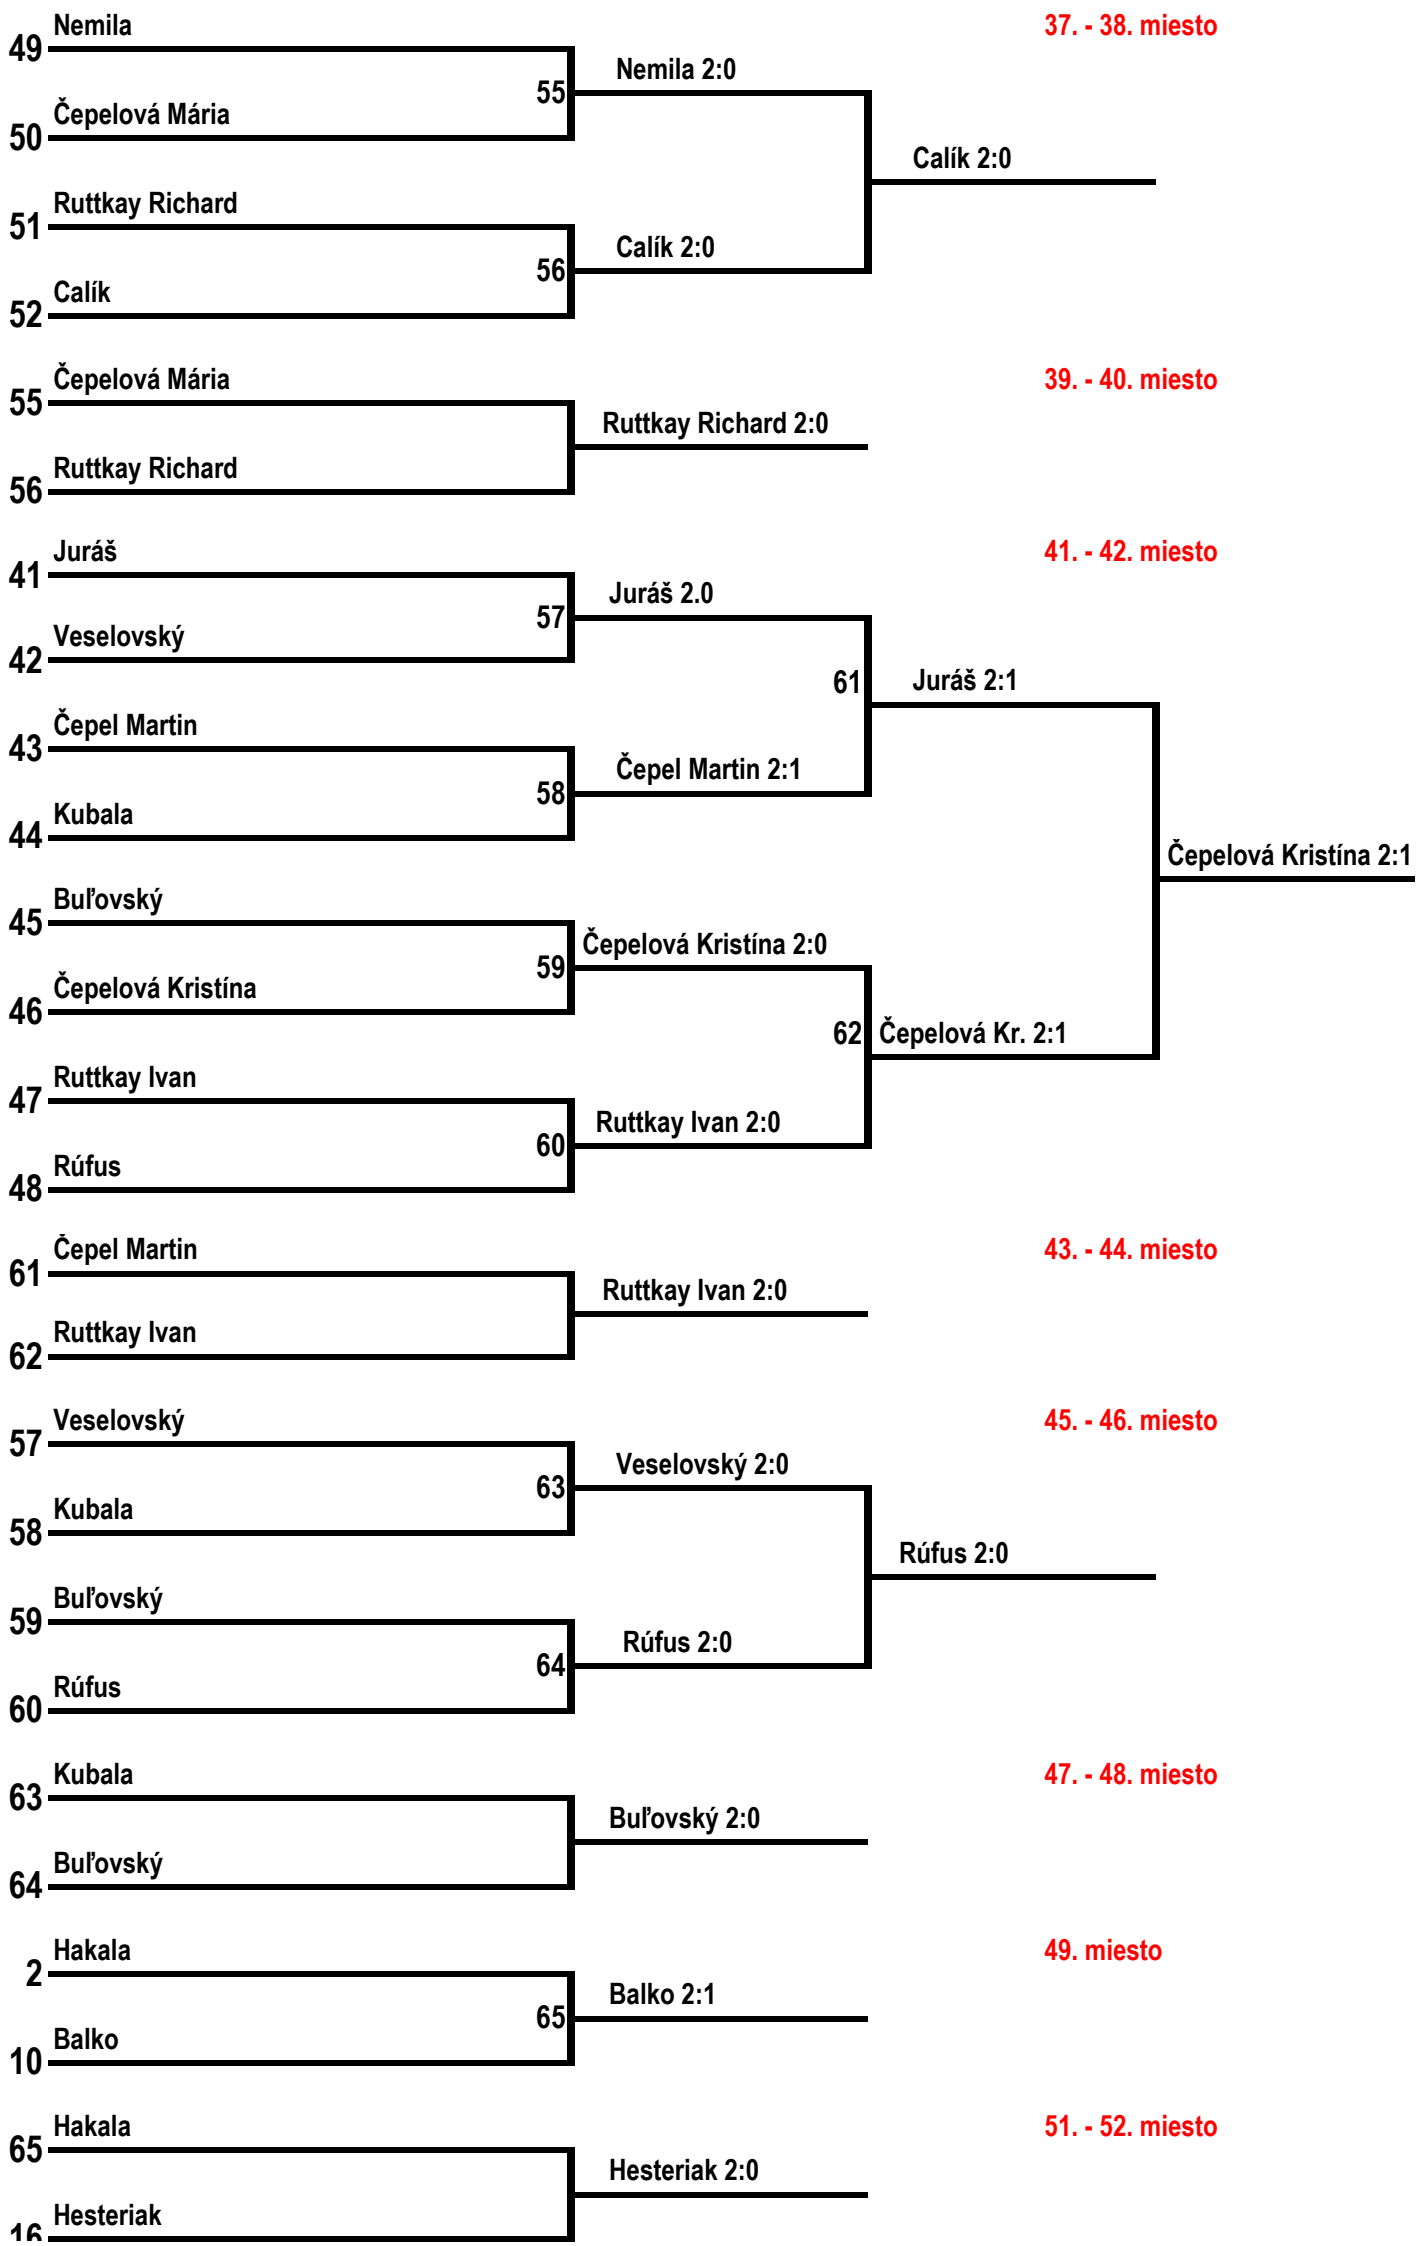 Nemila
37. - 38. miesto
49
Nemila 2:0
55
Čepelová Mária
50
Calík 2:0
Ruttkay Richard
51
Calík 2:0
56
Calík
52
Čepelová Mária
39. - 40. miesto
55
Ruttkay Richard 2:0
Ruttkay Richard
56
Juráš
41. - 42. miesto
41
Juráš 2.0
57
Veselovský
42
61
Juráš 2:1
Čepel Martin
43
Čepel Martin 2:1
58
Kubala
44
Čepelová Kristína 2:1
Buľovský
45
Čepelová Kristína 2:0
59
Čepelová Kristína
46
62
Čepelová Kr. 2:1
Ruttkay Ivan
47
Ruttkay Ivan 2:0
60
Rúfus
48
Čepel Martin
43. - 44. miesto
61
Ruttkay Ivan 2:0
Ruttkay Ivan
62
Veselovský
45. - 46. miesto
57
Veselovský 2:0
63
Kubala
58
Rúfus 2:0
Buľovský
59
Rúfus 2:0
64
Rúfus
60
Kubala
47. - 48. miesto
63
Buľovský 2:0
Buľovský
64
Hakala
49. miesto
2
Balko 2:1
65
Balko
10
Hakala
51. - 52. miesto
65
Hesteriak 2:0
Hesteriak
16